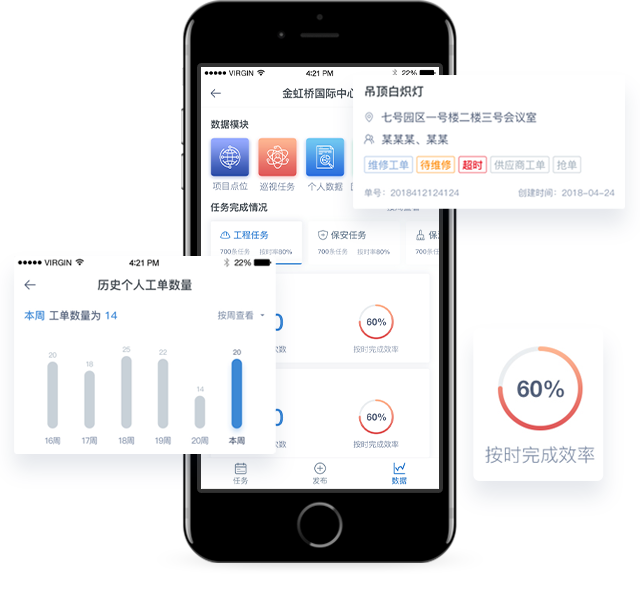 VIRGIN 4:21 PM 22%
金虹桥国际中心
数据模块
项目点位 巡视任务 个人数据
任务完成情况
工程任务 保安任务
700条任务 按时率80% 700条任务 按时率80% 700条
60%
次数 按时完成效率
60%
次数 按时完成效率
任务 发布 数据
吊顶白炽灯
七号园区一号楼二楼三号会议室
某某某、某某
维修工单 待维修 超时 供应商工单 抢单
单号：2018412124124 创建时间：2018-04-24
VIRGIN 4:21 PM 22%
历史个人工单数量
本周 工单数量为 14 按周查看
20 18 25 22 14 20
16周 17周 18周 19周 20周 本周
60%
按时完成效率